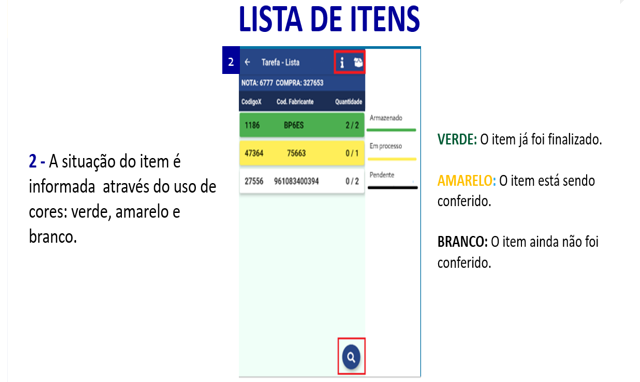 LISTA DE ITENS
2 - A situação do item é
informada através do uso de
cores: verde, amarelo e
branco.
2
Tarefa - Lista
NOTA: 6777 COMPRA: 327653
CodigoX Cod. Fabricante Quantidade
1186 BP6ES 2 / 2
47364 75663 0 / 1
27556 961083400394 0 / 2
Armazenado
Em processo
Pendente
VERDE: O item já foi finalizado.
AMARELO: O item está sendo
conferido.
BRANCO: O item ainda não foi
conferido.